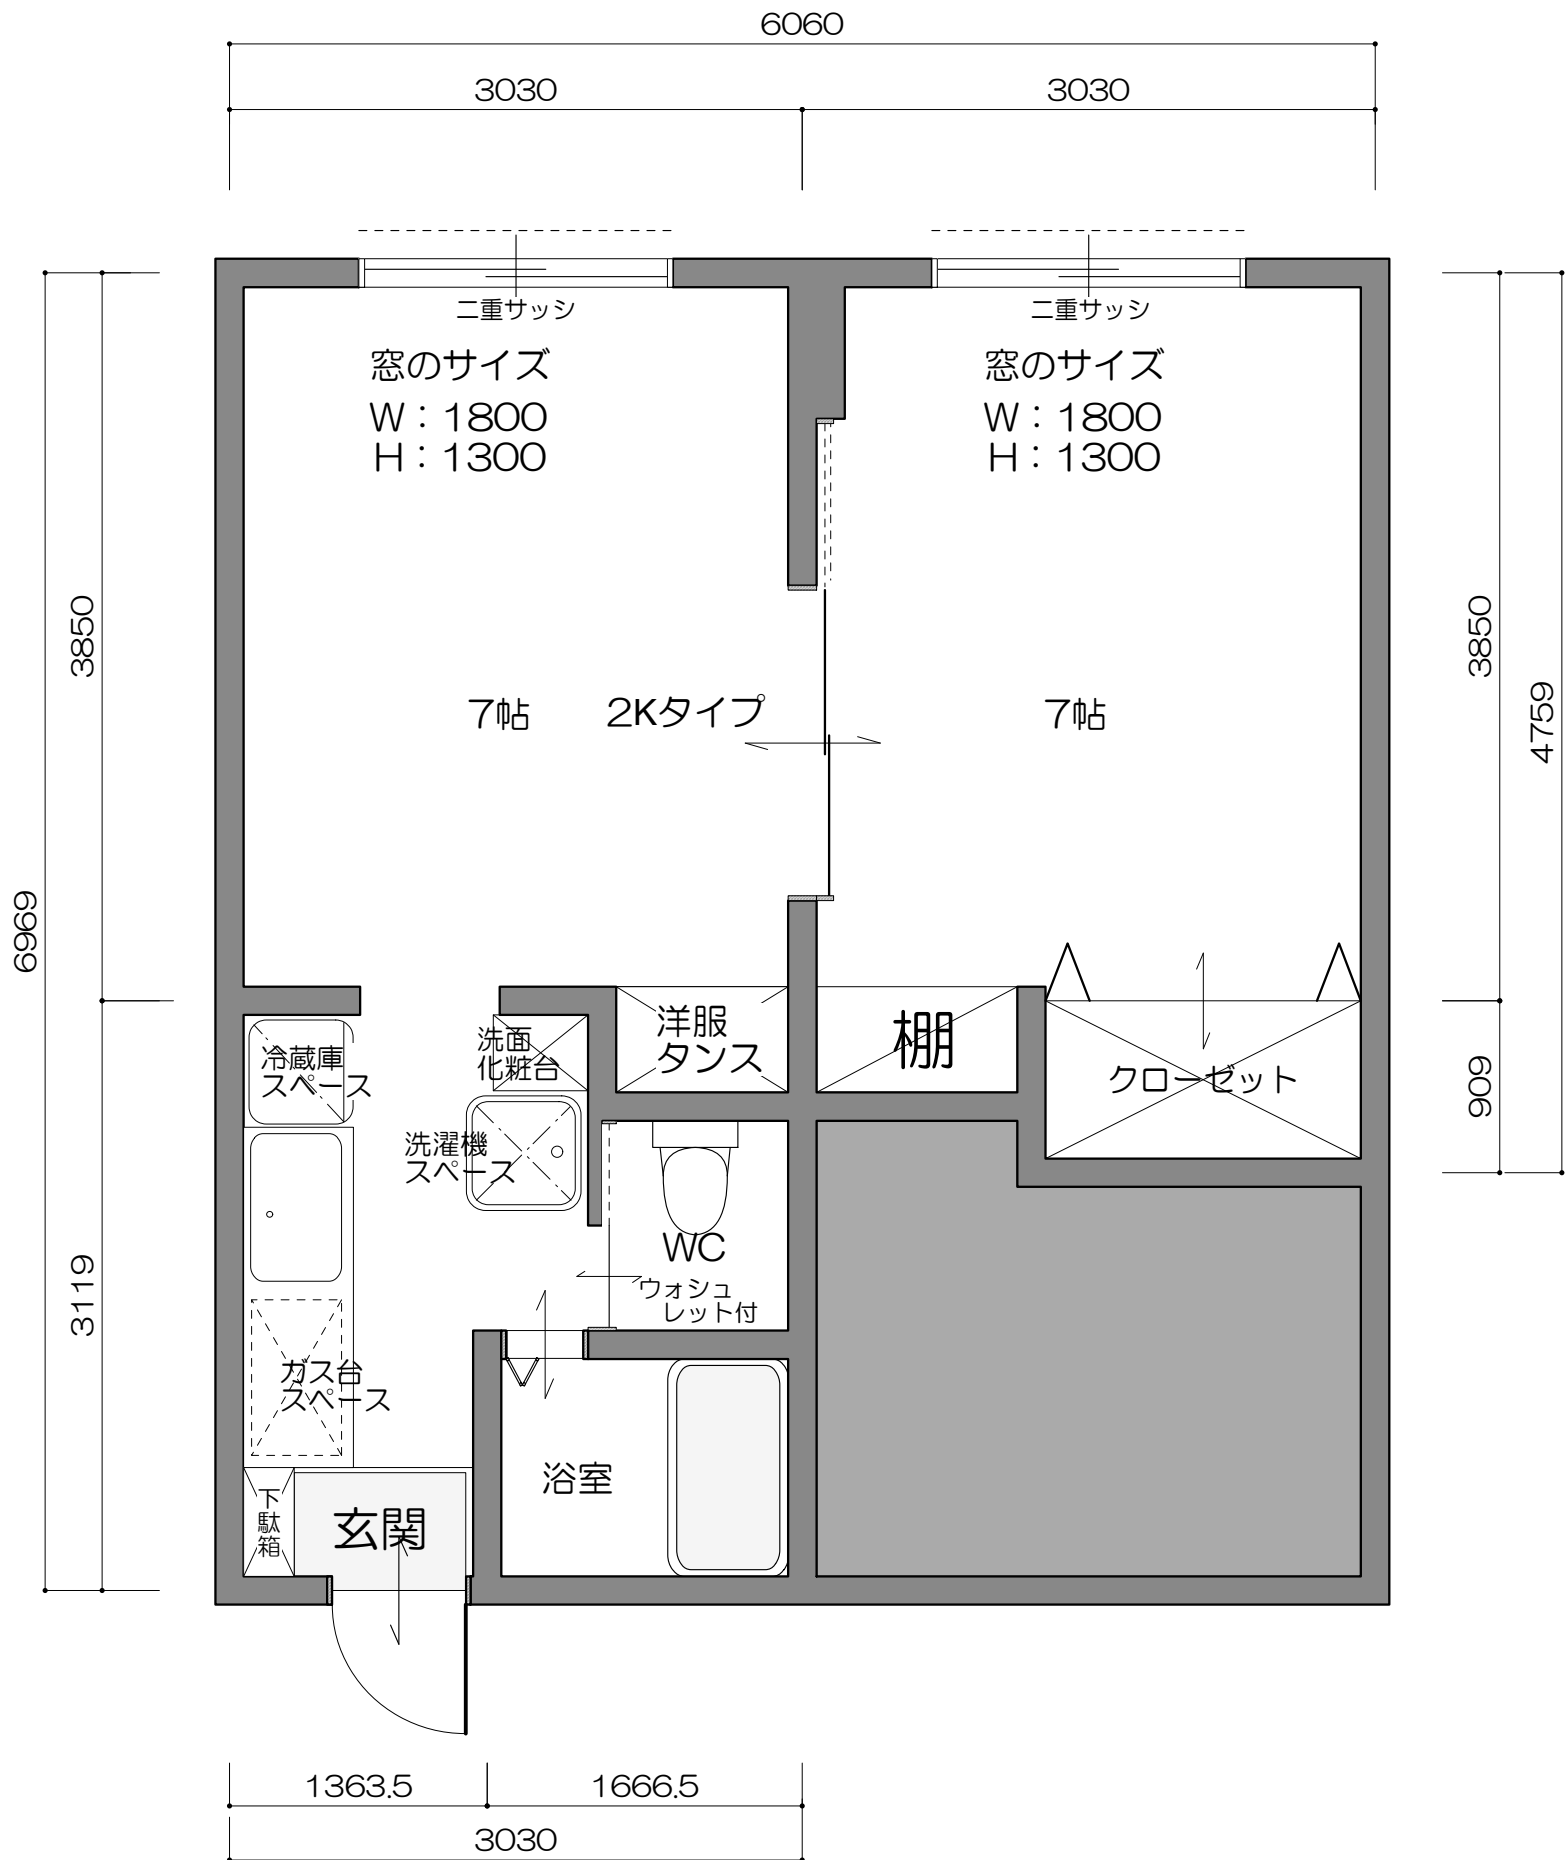 6060
3030
3030
二重サッシ
二重サッシ
窓のサイズ
W：1800
H：1300
窓のサイズ
W：1800
H：1300
3850
3850
4759
7帖
2Kタイプ
7帖
6969
洋服
タンス
棚
クローゼット
909
洗面
化粧台
冷蔵庫
スペース
洗濯機
スペース
3119
WC
ウォシュ
レット付
ガス台
スペース
浴室
下駄箱
玄関
1363.5
1666.5
3030